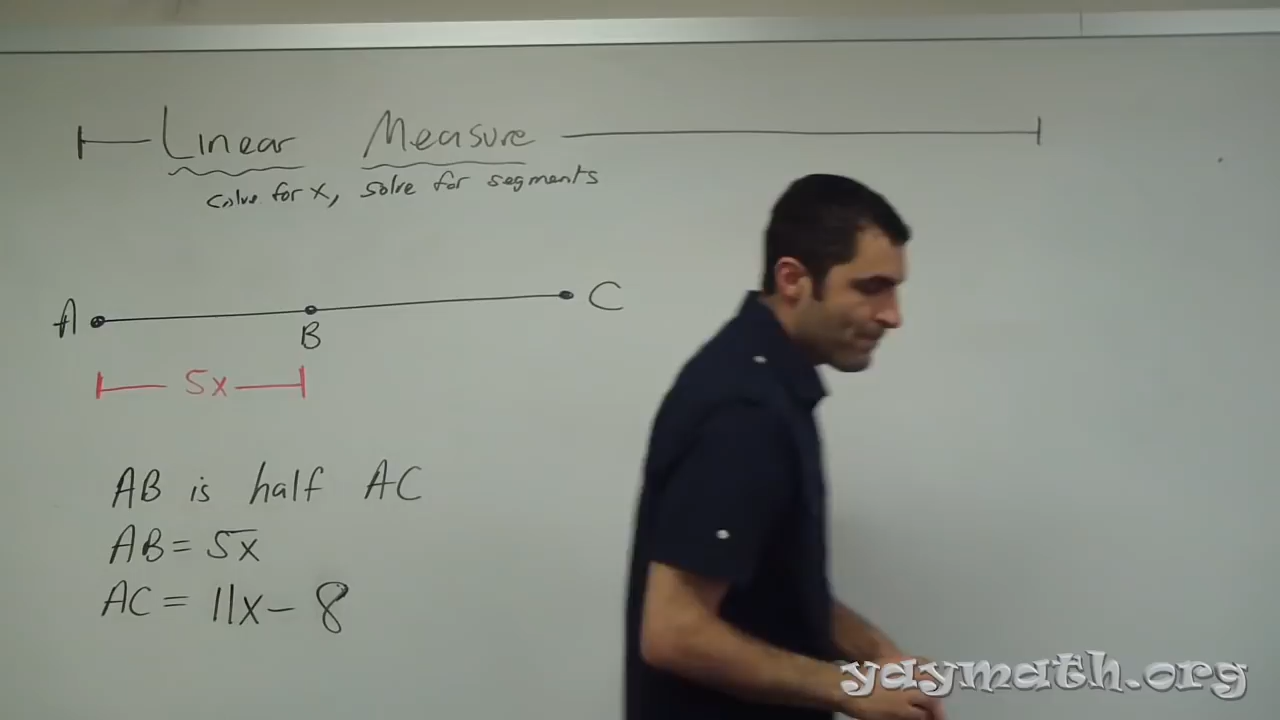 Linear Measure
solve for x, solve for segments
A B C
5x
AB is half AC
AB = 5x
AC = 11x - 8
yaymath.org